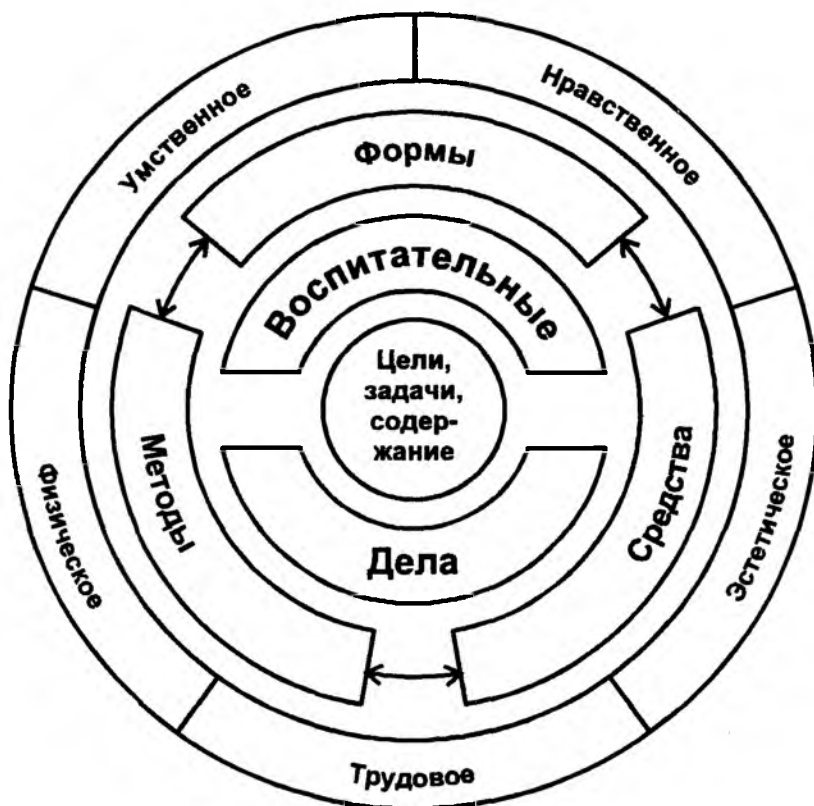 Умственное
Нравственное
Формы
Воспитательные
Цели,
задачи,
содер-
жание
Методы
Средства
Дела
Физическое
Эстетическое
Трудовое